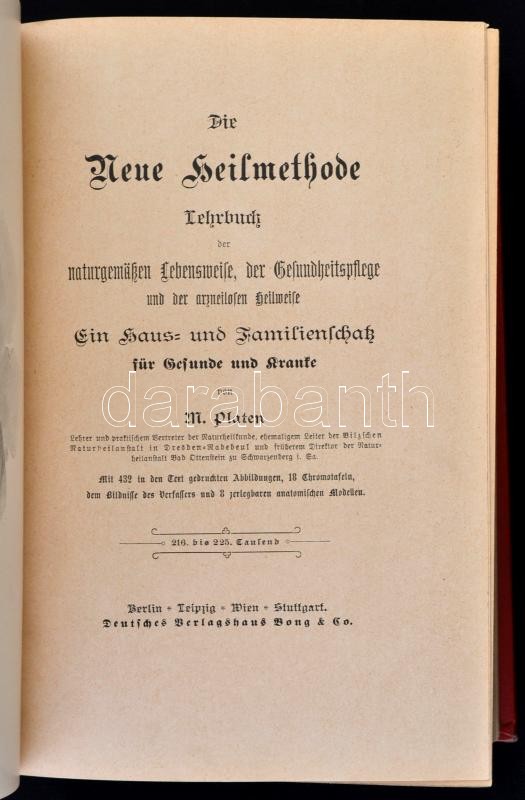 Die
Neue Heilmethode
Lehrbuch
der
naturgemäßen Lebensweise, der Gesundheitspflege
und der arzneilosen Heilweise
Ein Haus- und Familienschatz
für Gesunde und Kranke
von
darabanth
M. Platen
Lehrer und praktischem Vertreter der Naturheilkunde, ehemaligem Leiter der Bilzschen
Naturheilanstalt in Dresden-Radebeul und früherem Direktor der Natur-
heilanstalt Bad Ottenstein zu Schwarzenberg i. Sa.
Mit 432 in den Text gedruckten Abbildungen, 18 Chromotafeln,
dem Bildnisse des Verfassers und 8 zerlegbaren anatomischen Modellen.
216. bis 225. Tausend
Berlin * Leipzig * Wien * Stuttgart.
Deutsches Verlagshaus Bong & Co.